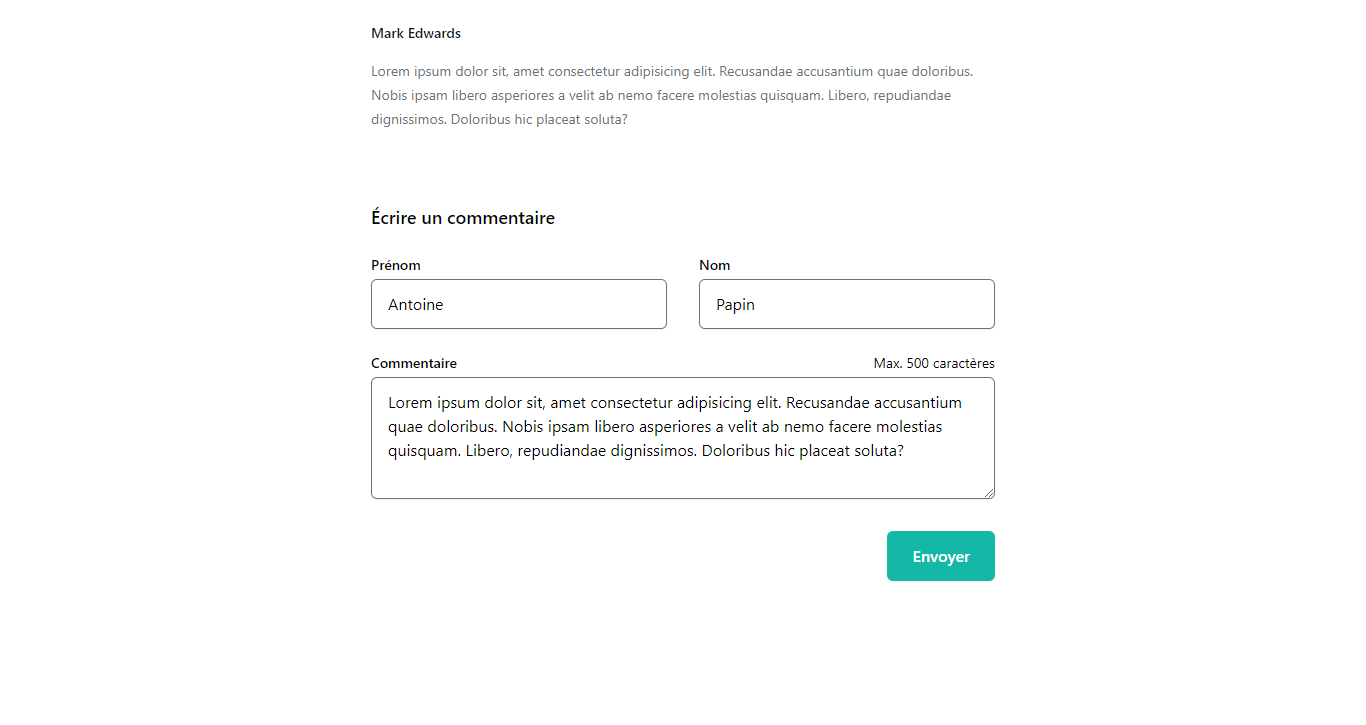 Mark Edwards
Lorem ipsum dolor sit, amet consectetur adipisicing elit. Recusandae accusantium quae doloribus.
Nobis ipsam libero asperiores a velit ab nemo facere molestias quisquam. Libero, repudiandae
dignissimos. Doloribus hic placeat soluta?
Écrire un commentaire
Prénom Nom
Antoine Papin
Commentaire Max. 500 caractères
Lorem ipsum dolor sit, amet consectetur adipisicing elit. Recusandae accusantium
quae doloribus. Nobis ipsam libero asperiores a velit ab nemo facere molestias
quisquam. Libero, repudiandae dignissimos. Doloribus hic placeat soluta?
Envoyer